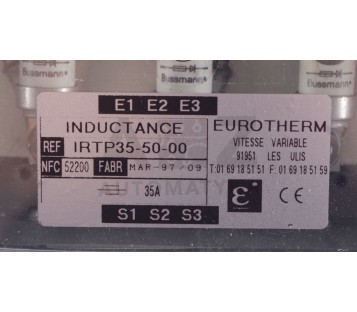 Bussmann®
Bussmann®
Bussmann®
E1 E2 E3
INDUCTANCE
REF IRTP35-50-00
NFC 52200 FABR MAR-97/09
35A
EUROTHERM
VITESSE VARIABLE
91951 LES ULIS
T:01 69 18 51 51 F: 01 69 18 51 59
ε CE
S1 S2 S3